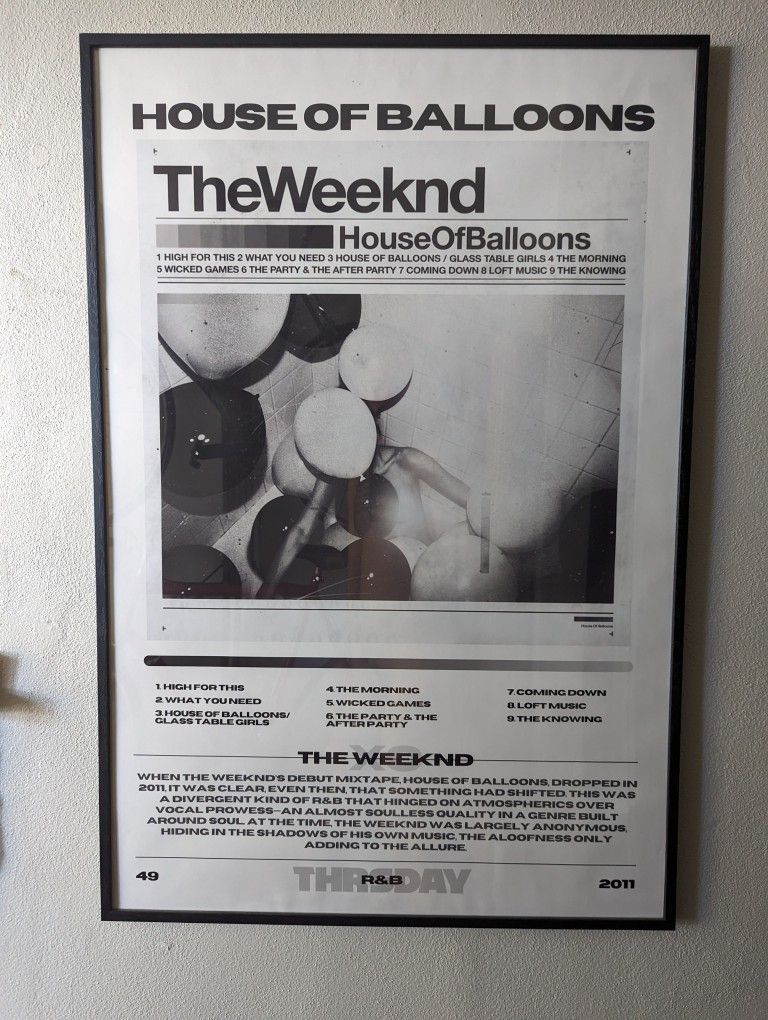 HOUSE OF BALLOONS
TheWeeknd
HouseOfBalloons
1 HIGH FOR THIS 2 WHAT YOU NEED 3 HOUSE OF BALLOONS / GLASS TABLE GIRLS 4 THE MORNING
5 WICKED GAMES 6 THE PARTY & THE AFTER PARTY 7 COMING DOWN 8 LOFT MUSIC 9 THE KNOWING
House Of Balloons
1. HIGH FOR THIS
2. WHAT YOU NEED
3. HOUSE OF BALLOONS/
GLASS TABLE GIRLS
4. THE MORNING
5. WICKED GAMES
6. THE PARTY & THE
AFTER PARTY
7. COMING DOWN
8. LOFT MUSIC
9. THE KNOWING
XO
THE WEEKND
WHEN THE WEEKND'S DEBUT MIXTAPE, HOUSE OF BALLOONS, DROPPED IN
2011, IT WAS CLEAR, EVEN THEN, THAT SOMETHING HAD SHIFTED. THIS WAS
A DIVERGENT KIND OF R&B THAT HINGED ON ATMOSPHERICS OVER
VOCAL PROWESS—AN ALMOST SOULLESS QUALITY IN A GENRE BUILT
AROUND SOUL. AT THE TIME, THE WEEKND WAS LARGELY ANONYMOUS,
HIDING IN THE SHADOWS OF HIS OWN MUSIC, THE ALOOFNESS ONLY
ADDING TO THE ALLURE.
49
THRSDAY
R&B
2011